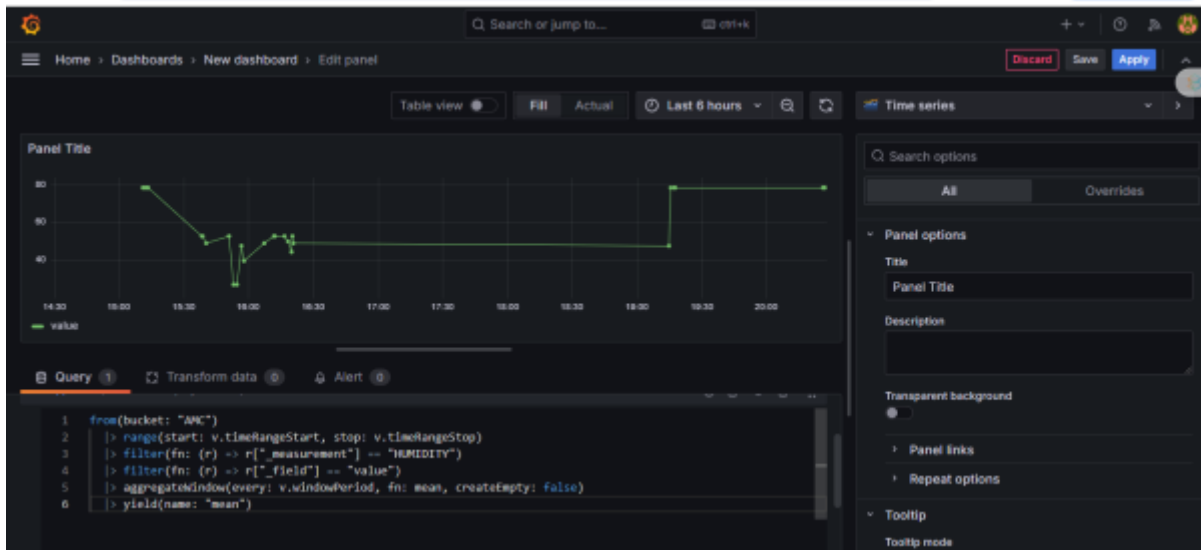 Search or jump to...
ctrl+k
Home › Dashboards › New dashboard › Edit panel
Discard
Save
Apply
Table view
Fill
Actual
Last 6 hours
Time series
Panel Title
80
60
40
14:30 15:00 15:30 16:00 16:30 17:00 17:30 18:00 18:30 19:00 19:30 20:00
value
Search options
All
Overrides
Panel options
Title
Panel Title
Description
Transparent background
Panel links
Repeat options
Tooltip
Tooltip mode
Query 1
Transform data 0
Alert 0
1 from(bucket: "AMC")
2 |> range(start: v.timeRangeStart, stop: v.timeRangeStop)
3 |> filter(fn: (r) => r["_measurement"] == "HUMIDITY")
4 |> filter(fn: (r) => r["_field"] == "value")
5 |> aggregateWindow(every: v.windowPeriod, fn: mean, createEmpty: false)
6 |> yield(name: "mean")